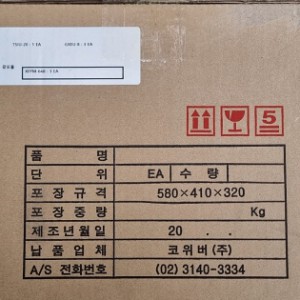 품 명
단 위 EA 수 량
포 장 규 격 580×410×320
포 장 중 량 Kg
제 조 년 월 일 20 . .
납 품 업 체 코위버(주)
A/S 전화번호 (02) 3140-3334
5